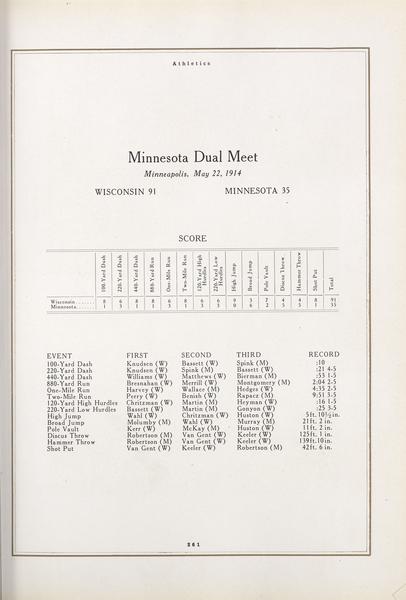 Athletics
Minnesota Dual Meet
Minneapolis, May 22, 1914
WISCONSIN 91 MINNESOTA 35
SCORE
100-Yard Dash 220-Yard Dash 440-Yard Dash 880-Yard Run One-Mile Run Two-Mile Run 120-Yard High Hurdles 220-Yard Low Hurdles High Jump Broad Jump Pole Vault Discus Throw Hammer Throw Shot Put Total
Wisconsin 8 6 8 8 6 8 6 6 9 3 7 4 4 8 91
Minnesota 1 3 1 1 3 1 3 3 0 6 2 5 5 1 35
EVENT FIRST SECOND THIRD RECORD
100-Yard Dash Knudsen (W) Bassett (W) Spink (M) :10
220-Yard Dash Knudsen (W) Spink (M) Bassett (W) :21 4-5
440-Yard Dash Williams (W) Matthews (W) Bierman (M) :53 1-5
880-Yard Run Bresnahan (W) Merrill (W) Montgomery (M) 2:04 2-5
One-Mile Run Harvey (W) Wallace (M) Hedges (W) 4:35 2-5
Two-Mile Run Perry (W) Benish (W) Rapacz (M) 9:51 3-5
120-Yard High Hurdles Chritzman (W) Martin (M) Heyman (W) :16 1-5
220-Yard Low Hurdles Bassett (W) Martin (M) Gonyon (W) :25 3-5
High Jump Wahl (W) Chritzman (W) Huston (W) 5ft. 10½in.
Broad Jump Molumby (M) Wahl (W) Murray (M) 21ft. 2 in.
Pole Vault Kerr (W) McKay (M) Huston (W) 11ft. 2 in.
Discus Throw Robertson (M) Van Gent (W) Keeler (W) 125ft. 1 in.
Hammer Throw Robertson (M) Van Gent (W) Keeler (W) 139ft. 10in.
Shot Put Van Gent (W) Keeler (W) Robertson (M) 42ft. 6 in.
261